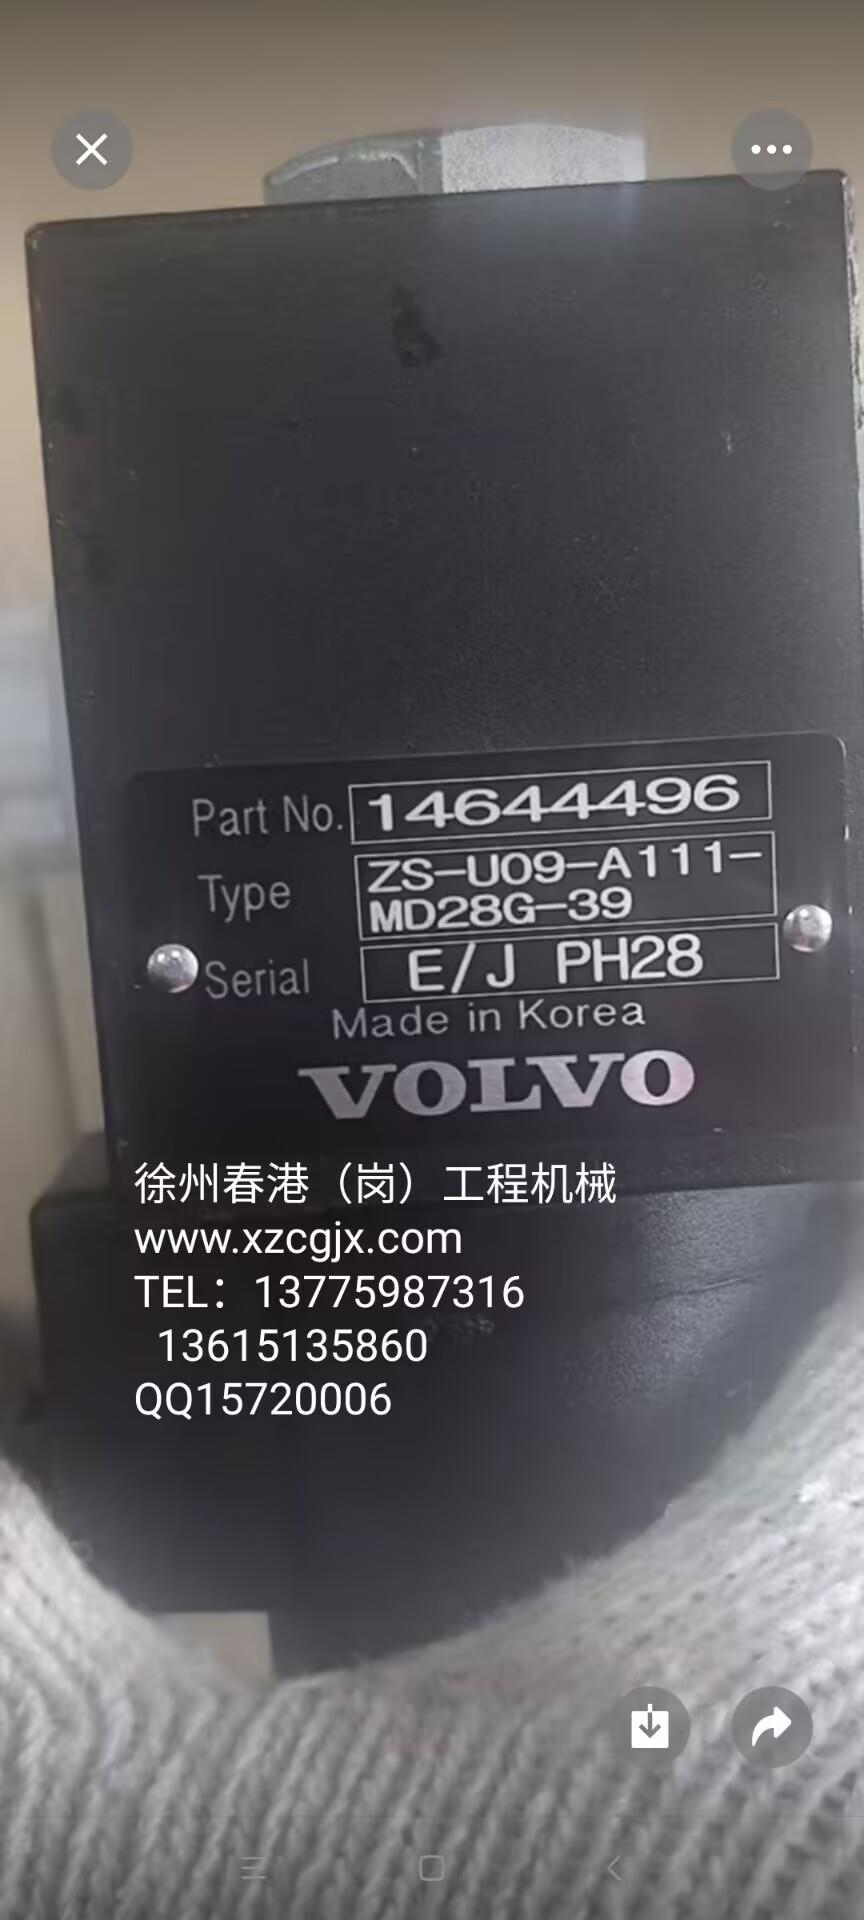 Part No. 14644496
Type ZS-U09-A111-
MD28G-39
Serial E/J PH28
Made in Korea
VOLVO
徐州春港（岗）工程机械
www.xzcgjx.com
TEL：13775987316
13615135860
QQ15720006